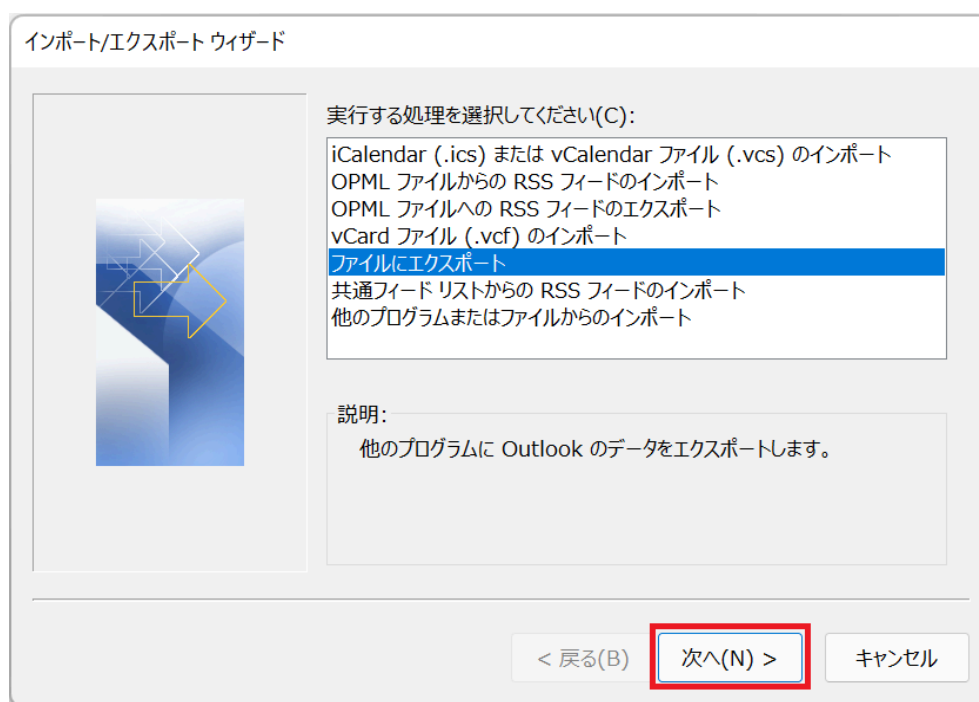 インポート/エクスポート ウィザード
実行する処理を選択してください(C):
iCalendar (.ics) または vCalendar ファイル (.vcs) のインポート
OPML ファイルからの RSS フィードのインポート
OPML ファイルへの RSS フィードのエクスポート
vCard ファイル (.vcf) のインポート
ファイルにエクスポート
共通フィード リストからの RSS フィードのインポート
他のプログラムまたはファイルからのインポート
説明:
他のプログラムに Outlook のデータをエクスポートします。
< 戻る(B)
次へ(N) >
キャンセル